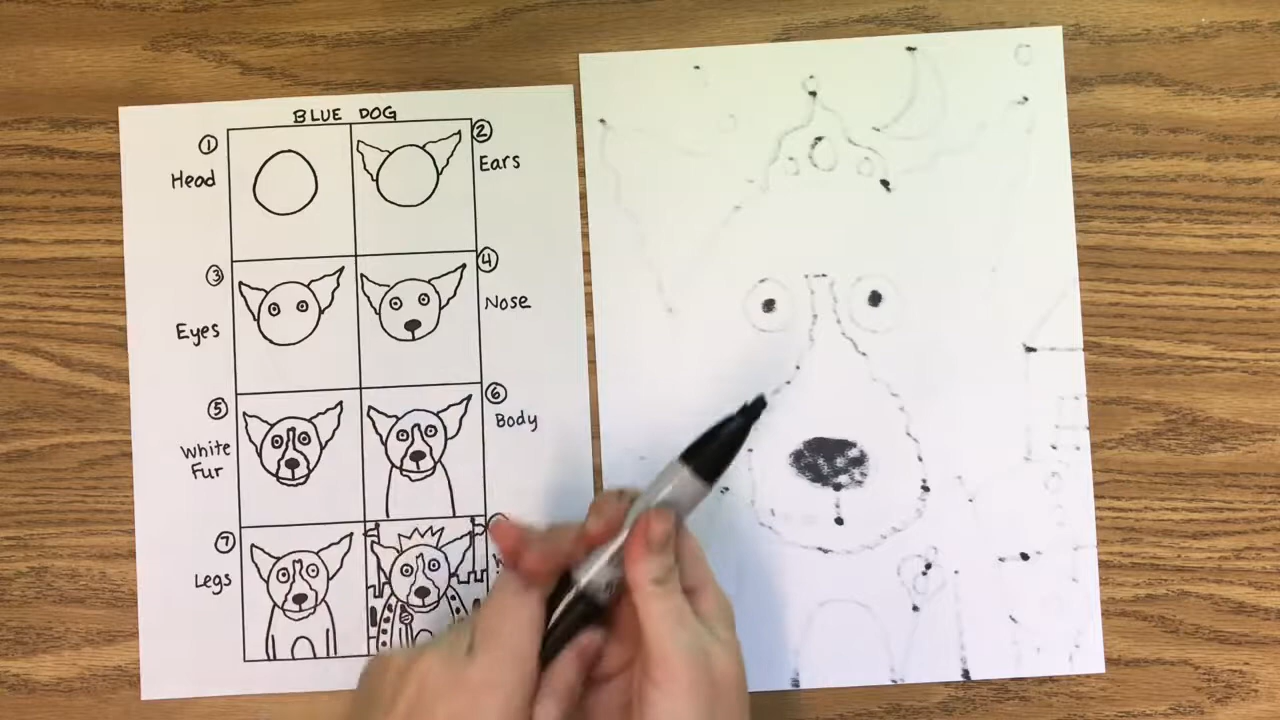 BLUE DOG
1
Head
2
Ears
3
Eyes
4
Nose
5
White
Fur
6
Body
7
Legs